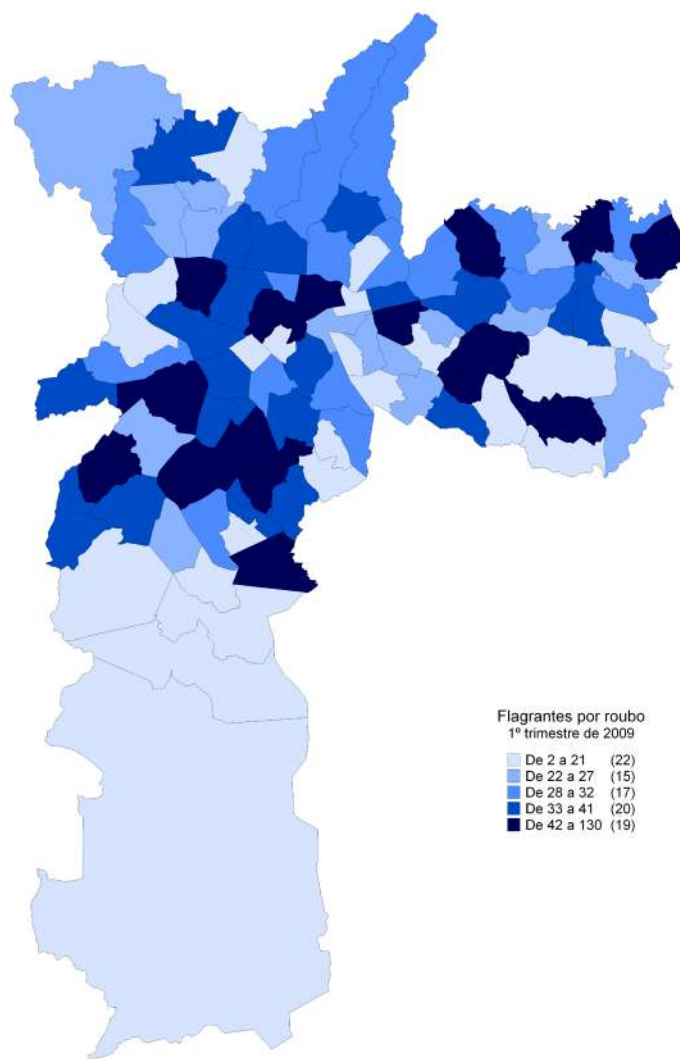 Flagrantes por roubo
1º trimestre de 2009
De 2 a 21 (22)
De 22 a 27 (15)
De 28 a 32 (17)
De 33 a 41 (20)
De 42 a 130 (19)